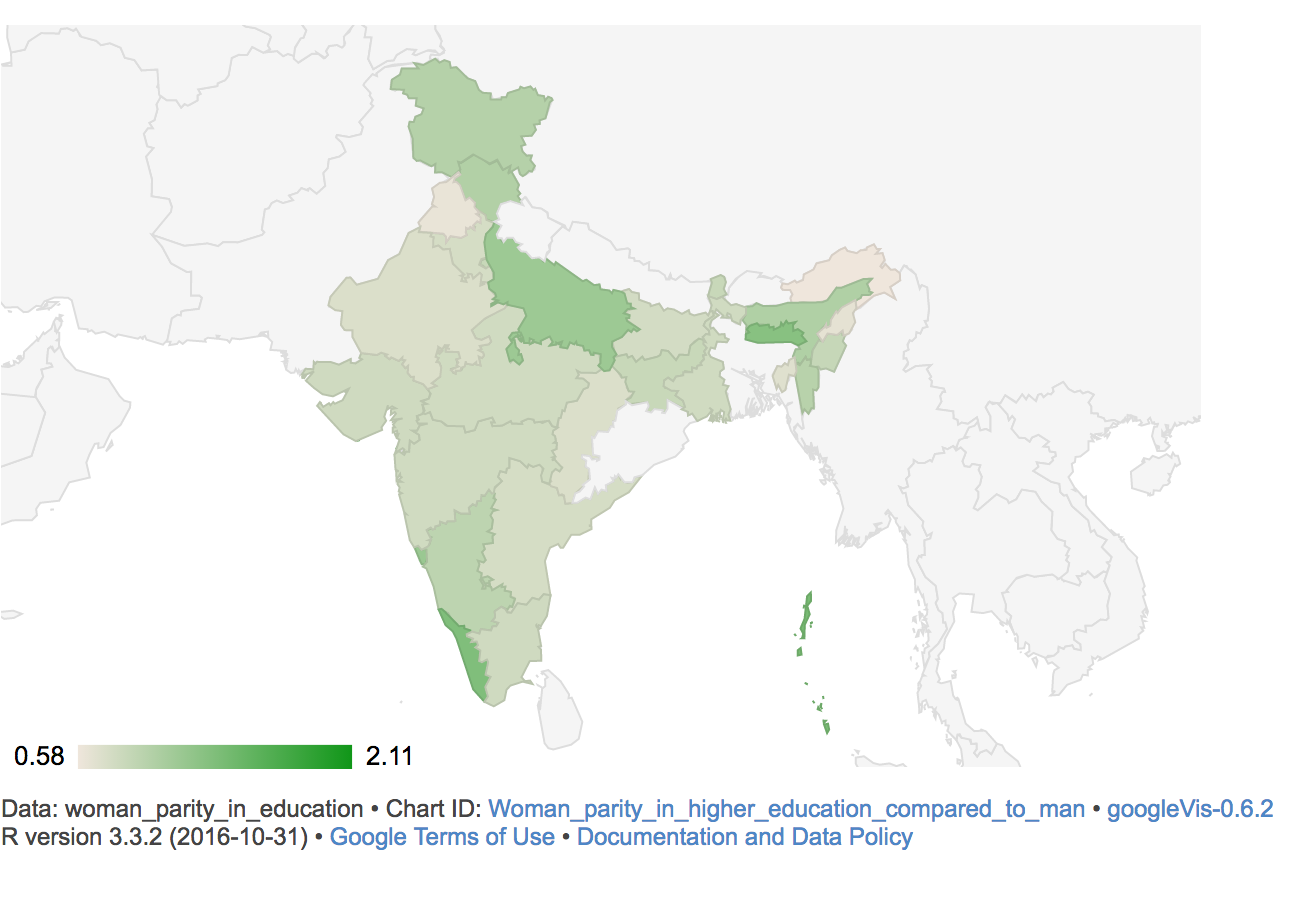 0.58 2.11
Data: woman_parity_in_education • Chart ID: Woman_parity_in_higher_education_compared_to_man • googleVis-0.6.2
R version 3.3.2 (2016-10-31) • Google Terms of Use • Documentation and Data Policy